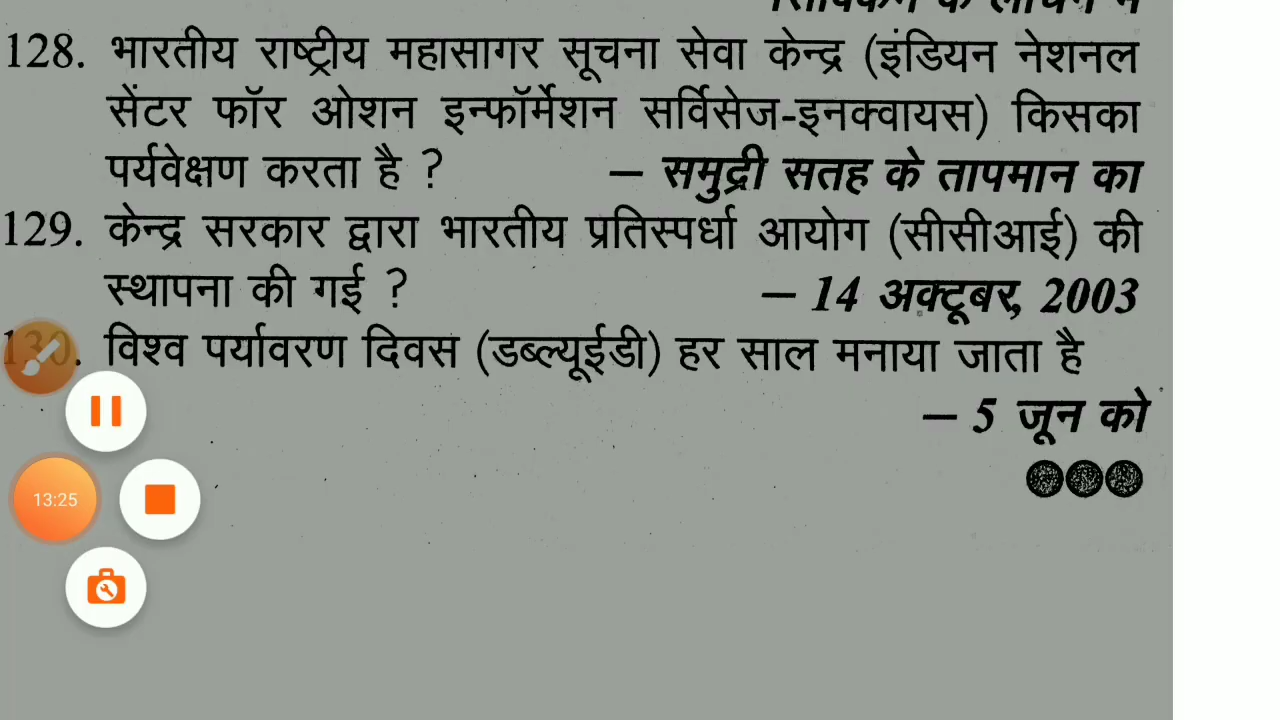 128. भारतीय राष्ट्रीय महासागर सूचना सेवा केन्द्र (इंडियन नेशनल
सेंटर फॉर ओशन इन्फॉर्मेशन सर्विसेज-इनक्वायस) किसका
पर्यवेक्षण करता है ? – समुद्री सतह के तापमान का
129. केन्द्र सरकार द्वारा भारतीय प्रतिस्पर्धा आयोग (सीसीआई) की
स्थापना की गई ? – 14 अक्टूबर, 2003
130. विश्व पर्यावरण दिवस (डब्ल्यूईडी) हर साल मनाया जाता है
– 5 जून को
13:25